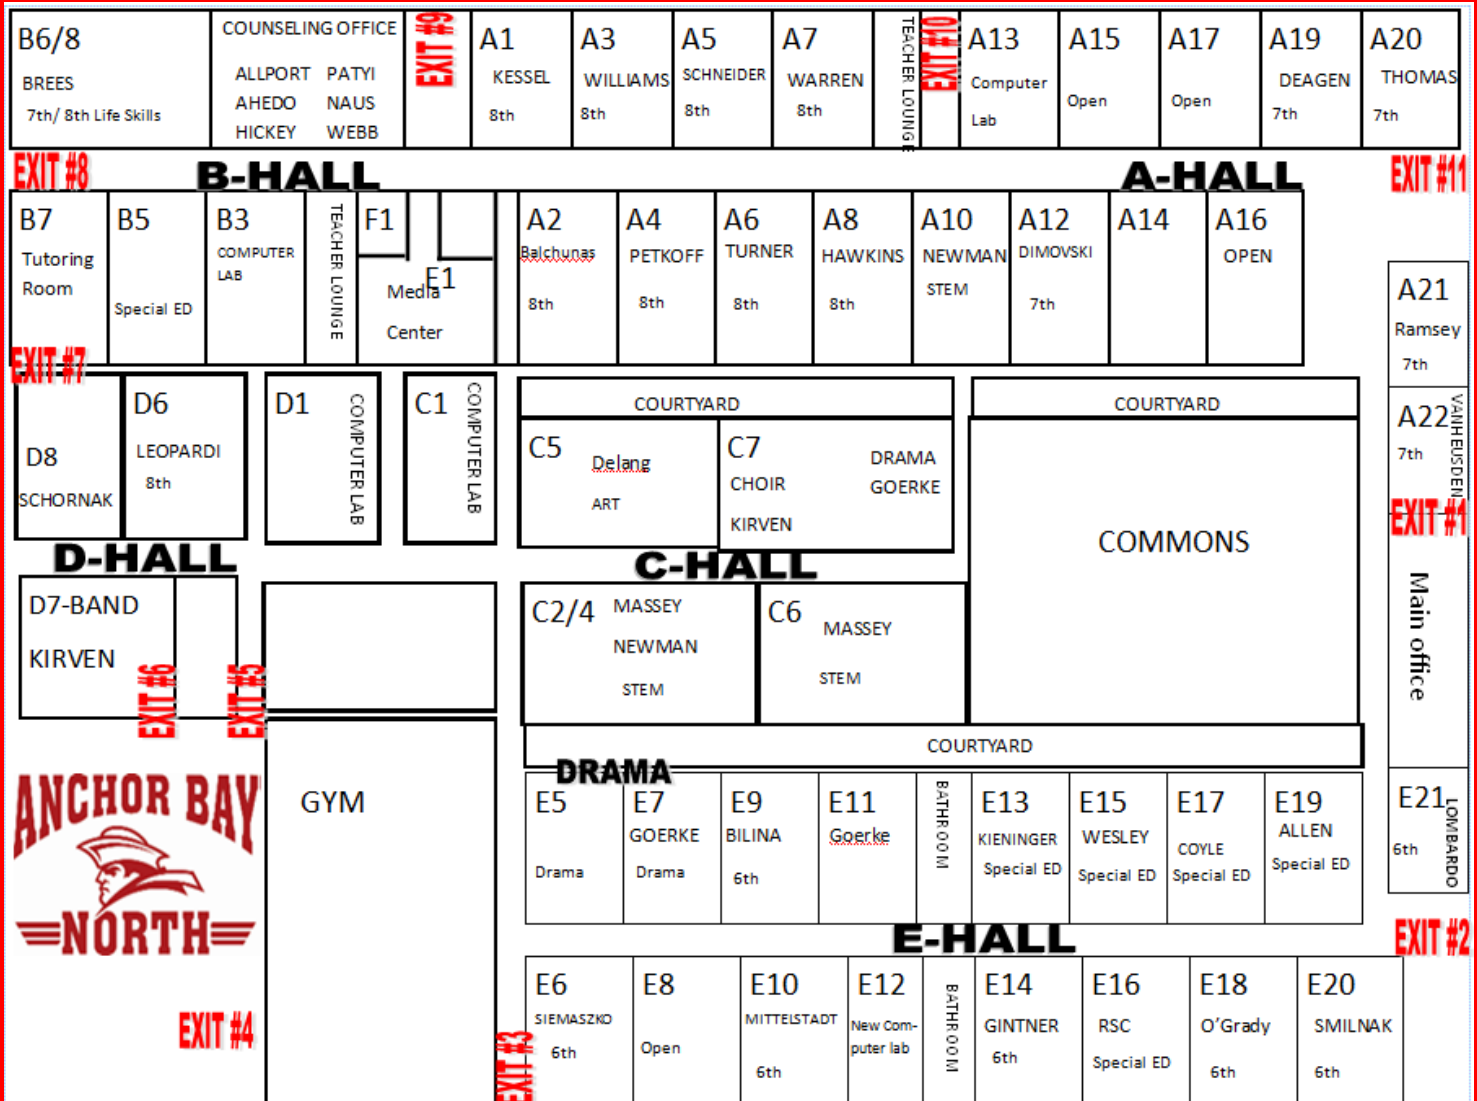 B6/8
BREES
7th/ 8th Life Skills
COUNSELING OFFICE
ALLPORT PATYI
AHEDO NAUS
HICKEY WEBB
EXIT #9
A1
KESSEL
8th
A3
WILLIAMS
8th
A5
SCHNEIDER
8th
A7
WARREN
8th
TEACHER LOUNGE
EXIT #10
A13
Computer
Lab
A15
Open
A17
Open
A19
DEAGEN
7th
A20
THOMAS
7th
EXIT #8
B-HALL
A-HALL
EXIT #11
B7
Tutoring
Room
B5
Special ED
B3
COMPUTER
LAB
TEACHER LOUNGE
F1
E1
Media
Center
A2
Balchunas
8th
A4
PETKOFF
8th
A6
TURNER
8th
A8
HAWKINS
8th
A10
NEWMAN
STEM
A12
DIMOVSKI
7th
A14
A16
OPEN
A21
Ramsey
7th
EXIT #7
D8
SCHORNAK
D6
LEOPARDI
8th
D1
COMPUTER LAB
C1
COMPUTER LAB
COURTYARD
COURTYARD
C5
Delang
ART
C7
CHOIR
KIRVEN
DRAMA
GOERKE
COMMONS
A22
7th
VANHEUSDEN
EXIT #1
D-HALL
C-HALL
D7-BAND
KIRVEN
EXIT #6
EXIT #5
C2/4
MASSEY
NEWMAN
STEM
C6
MASSEY
STEM
Main office
COURTYARD
ANCHOR BAY
NORTH
GYM
DRAMA
E5
Drama
E7
GOERKE
Drama
E9
BILINA
6th
E11
Goerke
BATHROOM
E13
KIENINGER
Special ED
E15
WESLEY
Special ED
E17
COYLE
Special ED
E19
ALLEN
Special ED
E21
6th
LOMBARDO
E-HALL
EXIT #2
EXIT #4
EXIT #3
E6
SIEMASZKO
6th
E8
Open
E10
MITTELSTADT
6th
E12
New Com-
puter lab
BATHROOM
E14
GINTNER
6th
E16
RSC
Special ED
E18
O'Grady
6th
E20
SMILNAK
6th